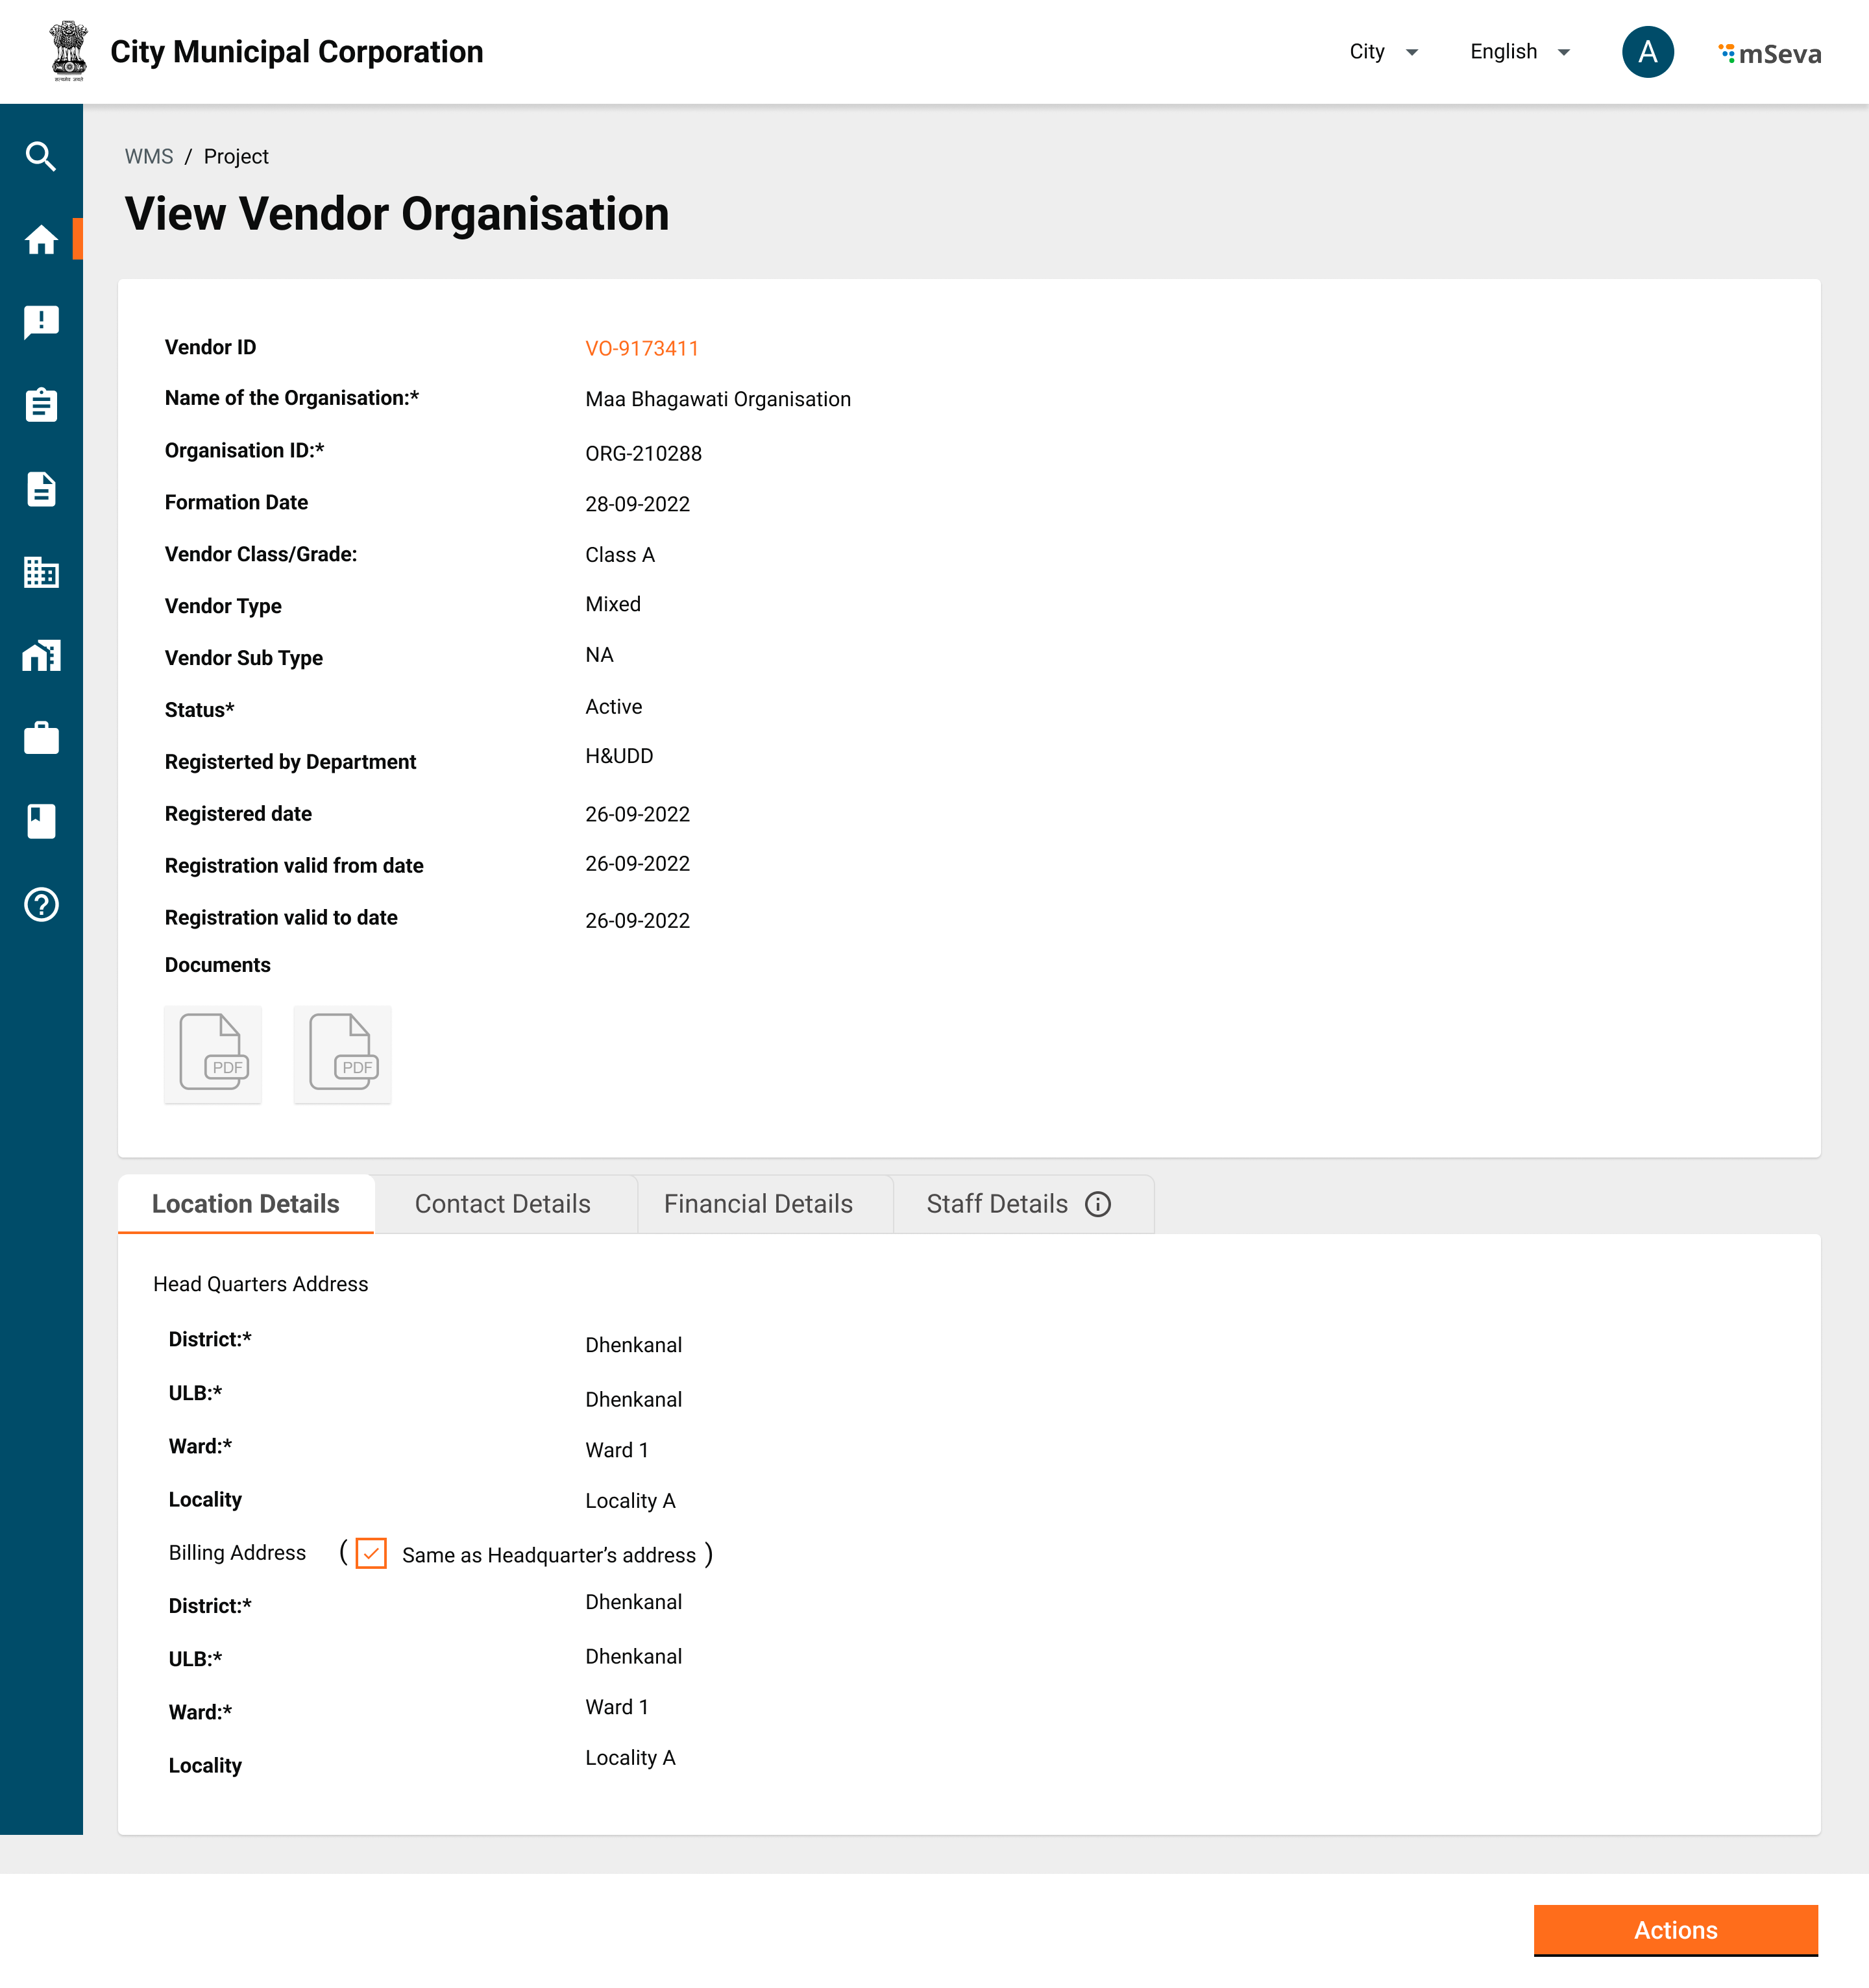 City Municipal Corporation
City
English
A
mSeva
WMS / Project
View Vendor Organisation
Vendor ID VO-9173411
Name of the Organisation:* Maa Bhagawati Organisation
Organisation ID:* ORG-210288
Formation Date 28-09-2022
Vendor Class/Grade: Class A
Vendor Type Mixed
Vendor Sub Type NA
Status* Active
Registerted by Department H&UDD
Registered date 26-09-2022
Registration valid from date 26-09-2022
Registration valid to date 26-09-2022
Documents
PDF PDF
Location Details Contact Details Financial Details Staff Details
Head Quarters Address
District:* Dhenkanal
ULB:* Dhenkanal
Ward:* Ward 1
Locality Locality A
Billing Address ( Same as Headquarter’s address )
District:* Dhenkanal
ULB:* Dhenkanal
Ward:* Ward 1
Locality Locality A
Actions